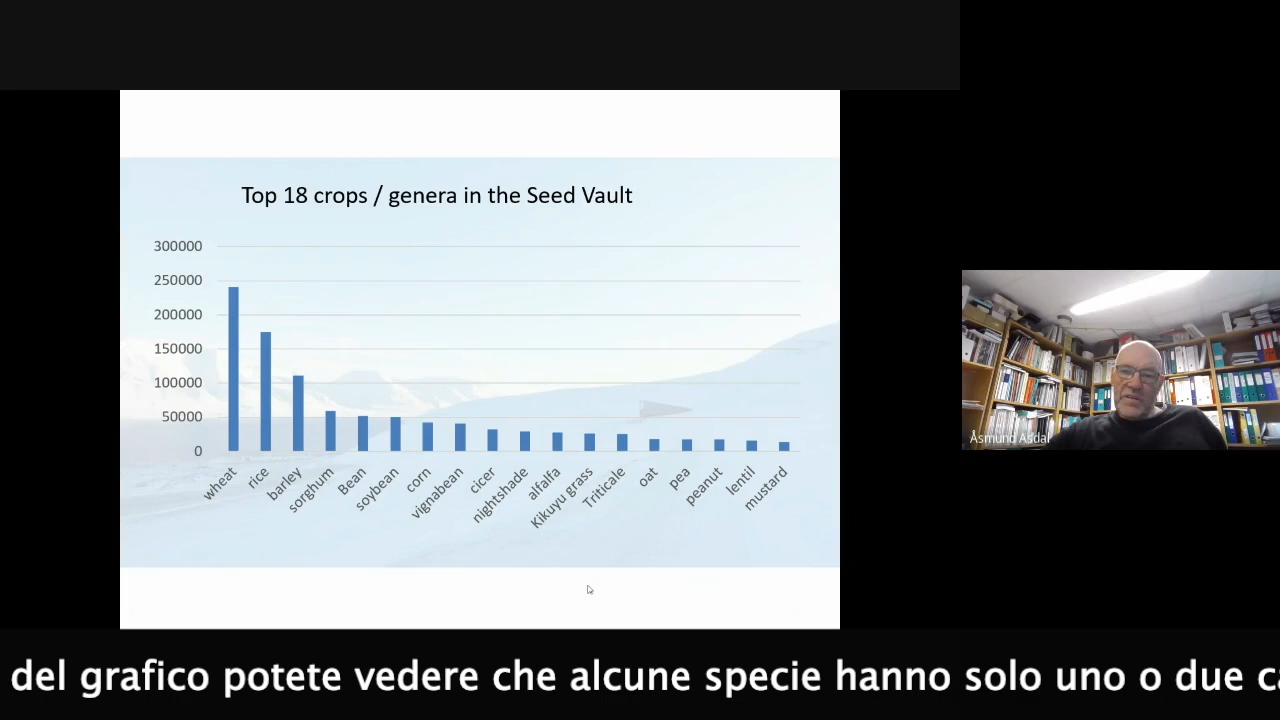 Top 18 crops / genera in the Seed Vault
300000
250000
200000
150000
100000
50000
0
wheat
rice
barley
sorghum
Bean
soybean
corn
vignabean
cicer
nightshade
alfalfa
Kikuyu grass
Triticale
oat
pea
peanut
lentil
mustard
Åsmund Asdal
del grafico potete vedere che alcune specie hanno solo uno o due